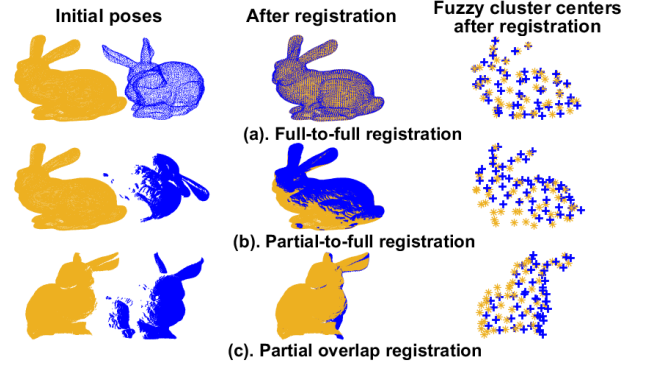 Initial poses
After registration
Fuzzy cluster centers
after registration
(a). Full-to-full registration
(b). Partial-to-full registration
(c). Partial overlap registration